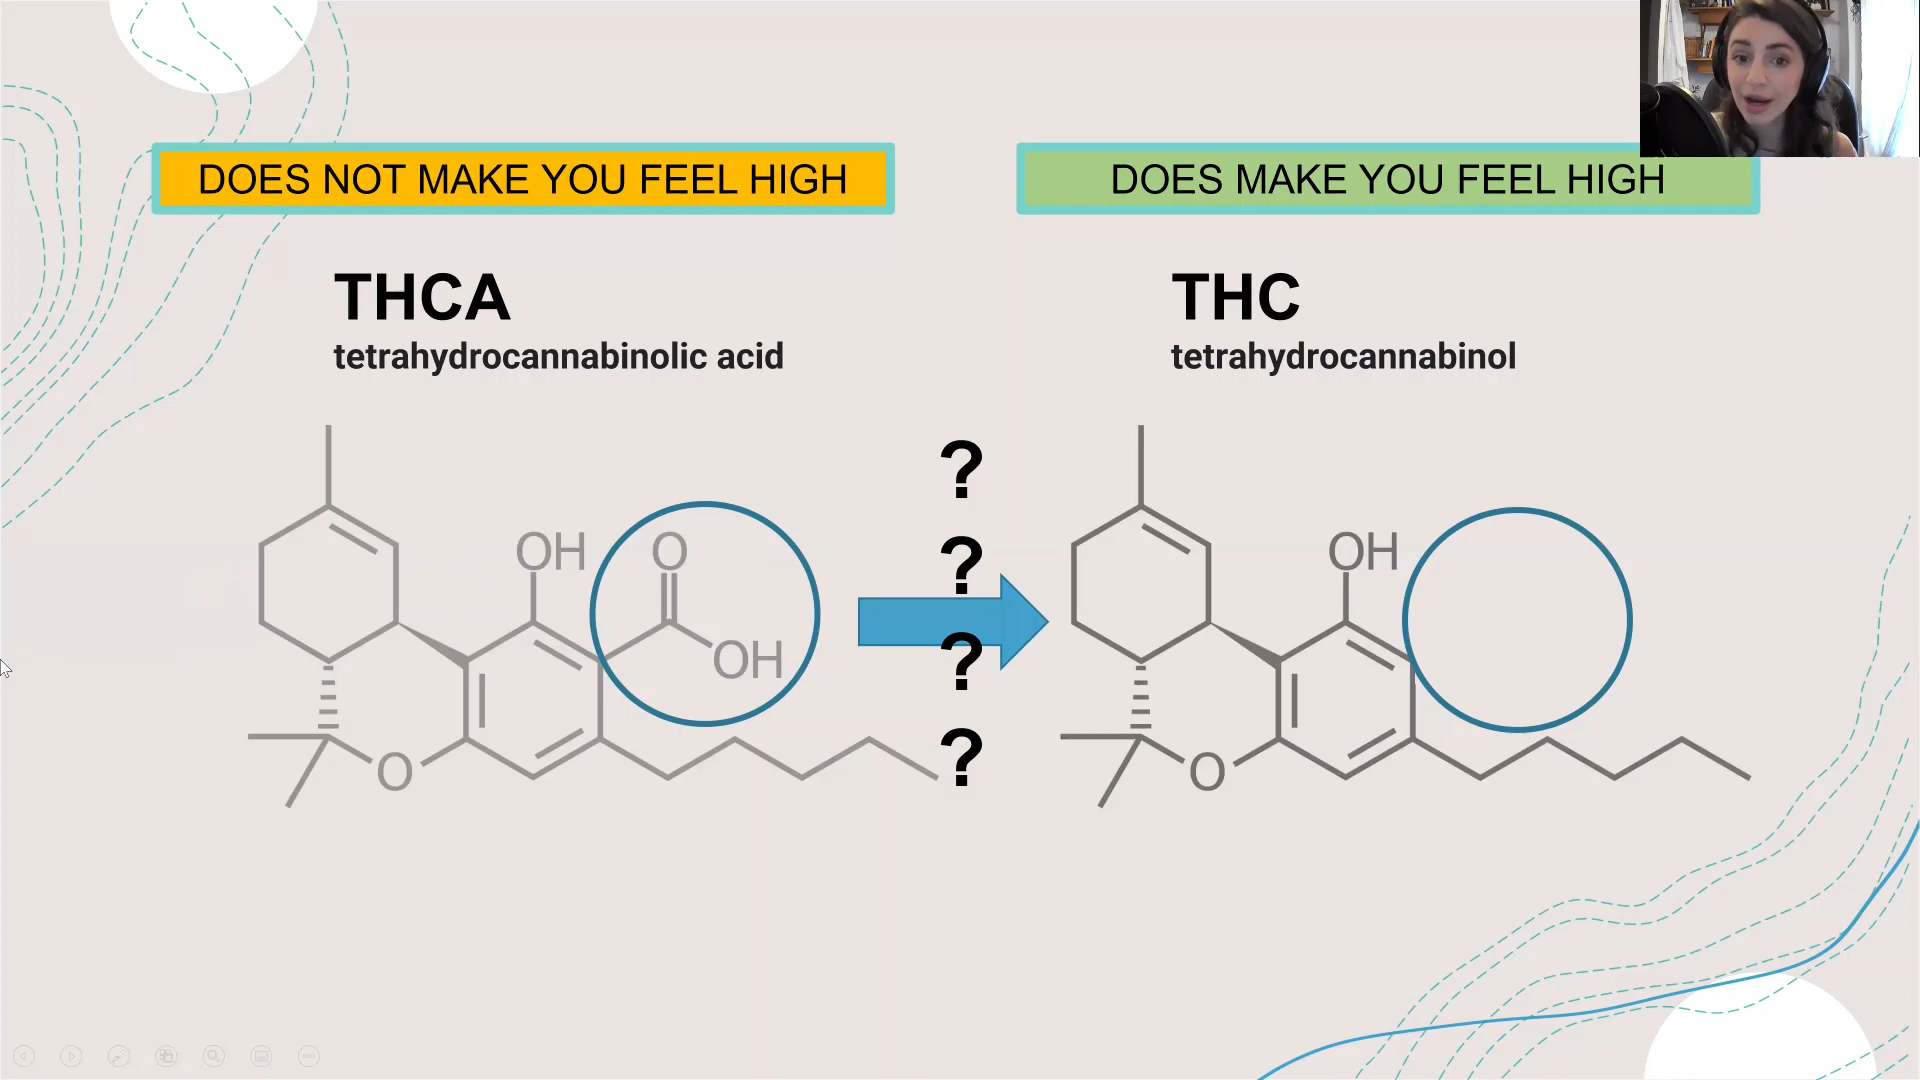 DOES NOT MAKE YOU FEEL HIGH
DOES MAKE YOU FEEL HIGH
THCA
tetrahydrocannabinolic acid
THC
tetrahydrocannabinol
OH
O
OH
O
?
?
?
?
OH
O